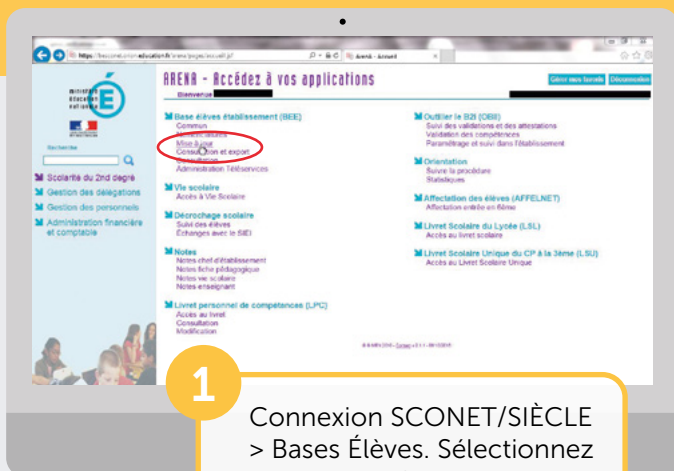 ARENA - Accédez à vos applications
Gérer mes favoris Déconnexion
Bienvenue
ministère
éducation
nationale
Recherche
Scolarité du 2nd degré
Gestion des délégations
Gestion des personnels
Administration financière
et comptable
Base élèves établissement (BEE)
Commun
Nomenclatures
Mise à jour
Consultation et export
Consultation
Administration Téléservices
Vie scolaire
Accès à Vie Scolaire
Décrochage scolaire
Suivi des élèves
Echanges avec le SIEI
Notes
Notes chef d'établissement
Notes fiche pédagogique
Notes vie scolaire
Notes enseignant
Livret personnel de compétences (LPC)
Accès au livret
Consultation
Modification
Outiller le B2I (OBII)
Suivi des validations et des attestations
Validation des compétences
Paramétrage et suivi dans l'établissement
Orientation
Suivre la procédure
Statistiques
Affectation des élèves (AFFELNET)
Affectation entrée en 6ème
Livret Scolaire du Lycée (LSL)
Accès au livret scolaire
Livret Scolaire Unique du CP à la 3ème (LSU)
Accès au Livret Scolaire Unique
1
Connexion SCONET/SIÈCLE
> Bases Élèves. Sélectionnez